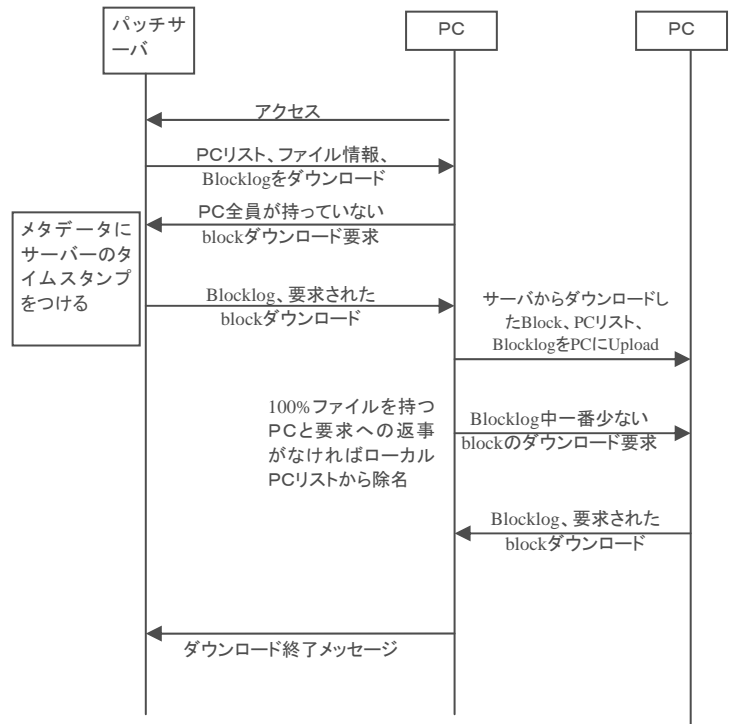 パッチサ
ーバ
PC
PC
アクセス
PCリスト、ファイル情報、
Blocklogをダウンロード
PC全員が持っていない
blockダウンロード要求
メタデータに
サーバーのタ
イムスタンプ
をつける
Blocklog、要求された
blockダウンロード
サーバからダウンロードし
たBlock、PCリスト、
BlocklogをPCにUpload
100%ファイルを持つ
PCと要求への返事
がなければローカル
PCリストから除名
Blocklog中一番少ない
blockのダウンロード要求
Blocklog、要求された
blockダウンロード
ダウンロード終了メッセージ